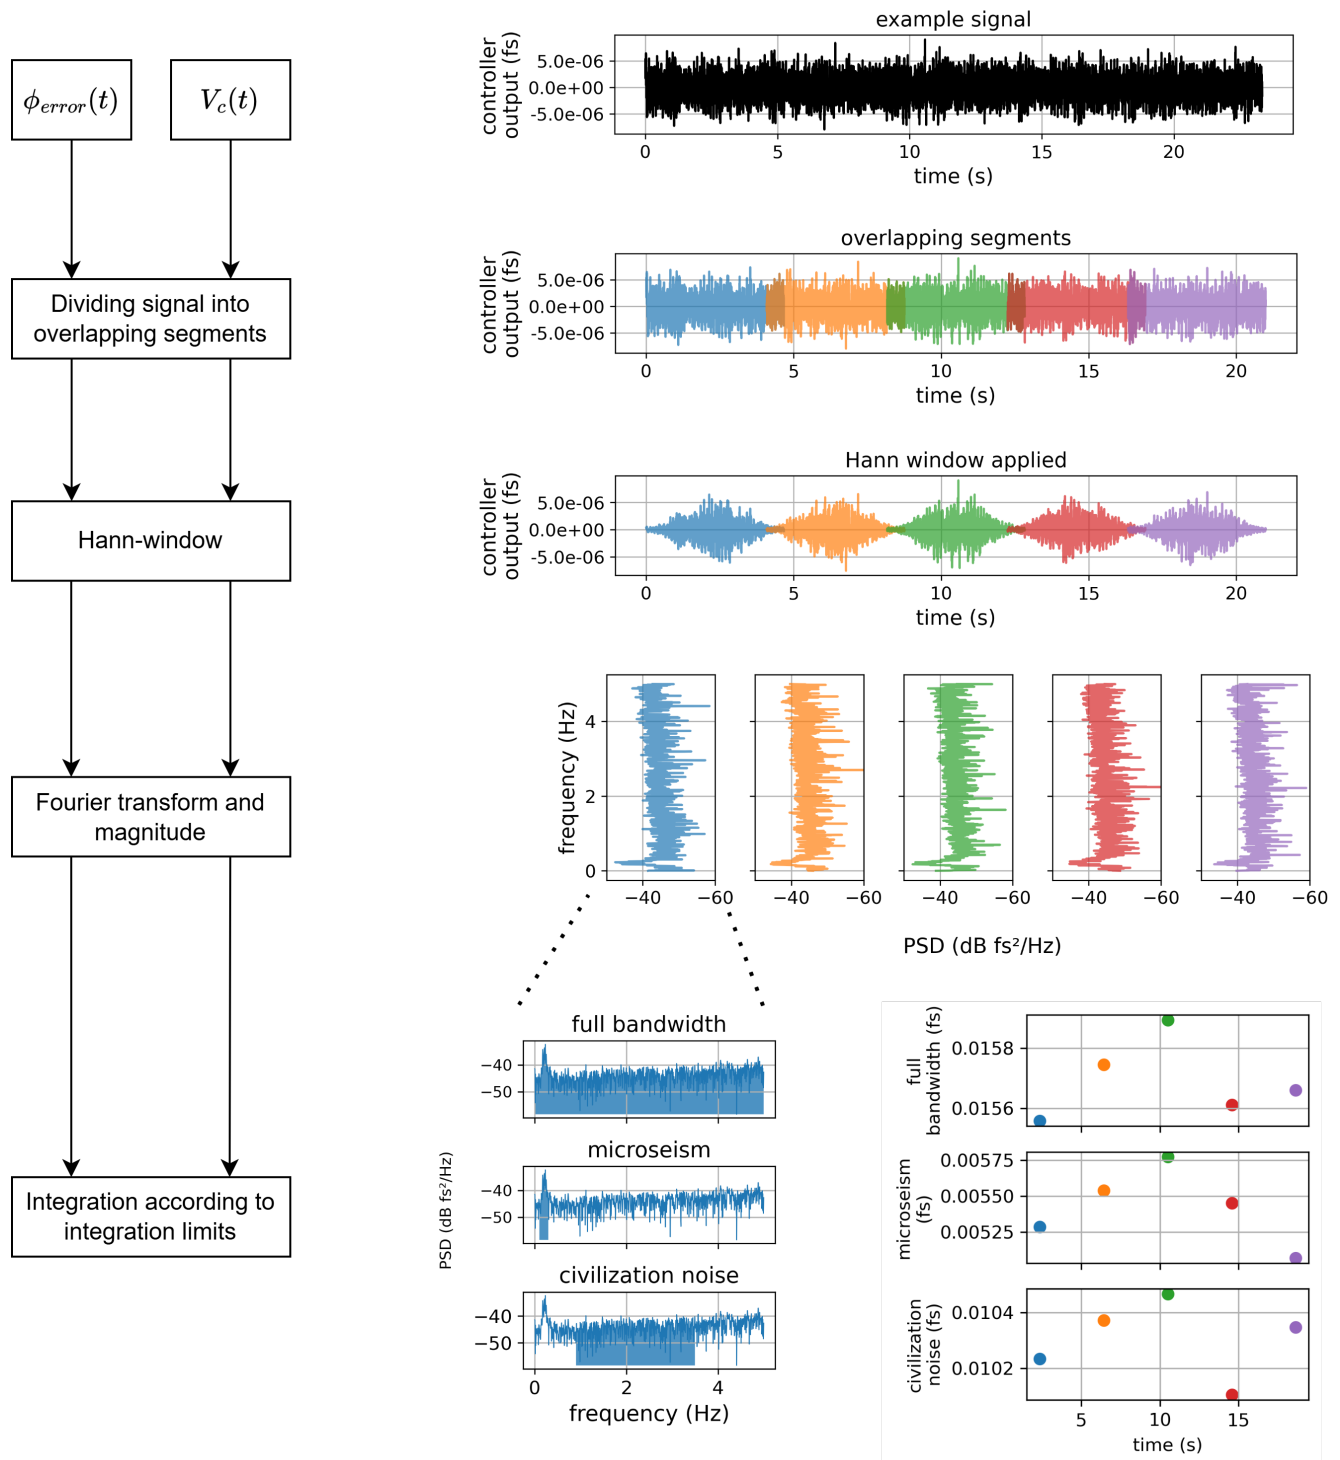 ϕ_error(t)
V_c(t)
Dividing signal into
overlapping segments
Hann-window
Fourier transform and
magnitude
Integration according to
integration limits
example signal
controller
output (fs)
5.0e-06
0.0e+00
-5.0e-06
0 5 10 15 20
time (s)
overlapping segments
controller
output (fs)
5.0e-06
0.0e+00
-5.0e-06
0 5 10 15 20
time (s)
Hann window applied
controller
output (fs)
5.0e-06
0.0e+00
-5.0e-06
0 5 10 15 20
time (s)
frequency (Hz)
4
2
0
−40 −60 −40 −60 −40 −60 −40 −60 −40 −60
PSD (dB fs²/Hz)
full bandwidth
−40
−50
microseism
−40
−50
PSD (dB fs²/Hz)
civilization noise
−40
−50
0 2 4
frequency (Hz)
full
bandwidth (fs)
0.0158
0.0156
microseism
(fs)
0.00575
0.00550
0.00525
civilization
noise (fs)
0.0104
0.0102
5 10 15
time (s)